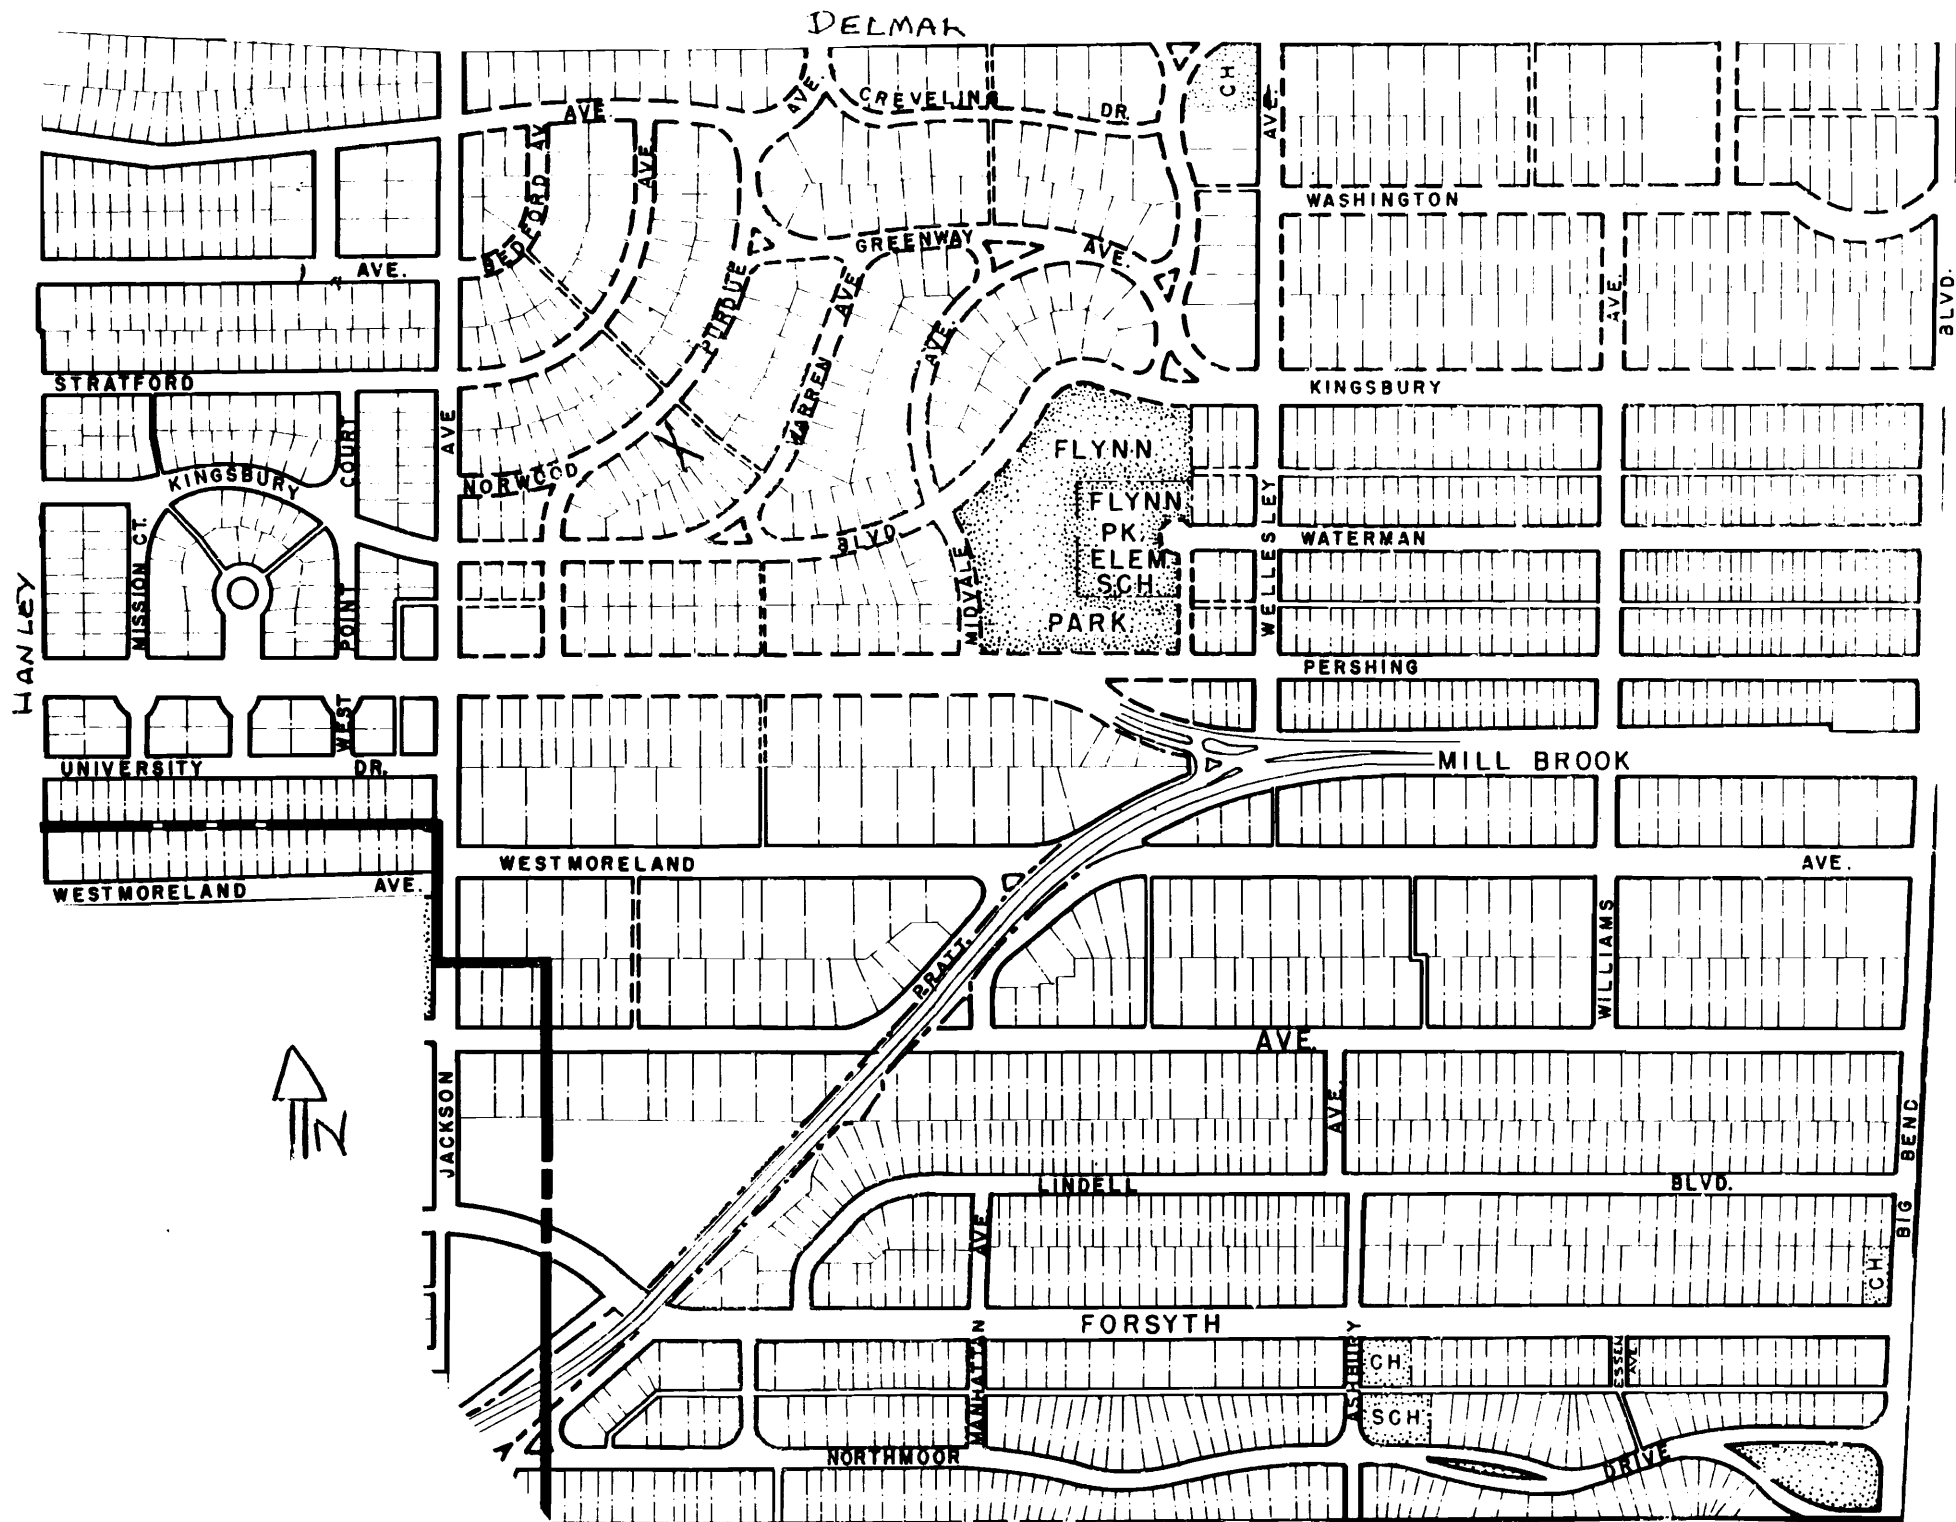 DELMAR
CREVELING
DR.
AVE.
AVE
CH
AVE.
BEDFORD AV
AVE
WASHINGTON
GREENWAY
AVE.
AVE.
PURDUE
AVE
AVE.
BLVD.
AVE.
STRATFORD
KINGSBURY
WARREN
AVE
COURT
FLYNN
KINGSBURY
NORWOOD
FLYNN
PK.
ELEM.
SCH.
PARK
WELLESLEY
WATERMAN
BLVD.
MIDVALE
MISSION CT.
POINT
HANLEY
PERSHING
WEST
UNIVERSITY
DR.
MILL BROOK
WESTMORELAND
AVE.
WESTMORELAND
AVE.
WILLIAMS
PRATT.
AVE.
N
JACKSON
AVE.
BEND
LINDELL
BLVD.
BIG
AVE.
CH.
FORSYTH
MANHATTAN
ASHBURY
CH.
ESSEN
AVE.
SCH.
NORTHMOOR
DRIVE